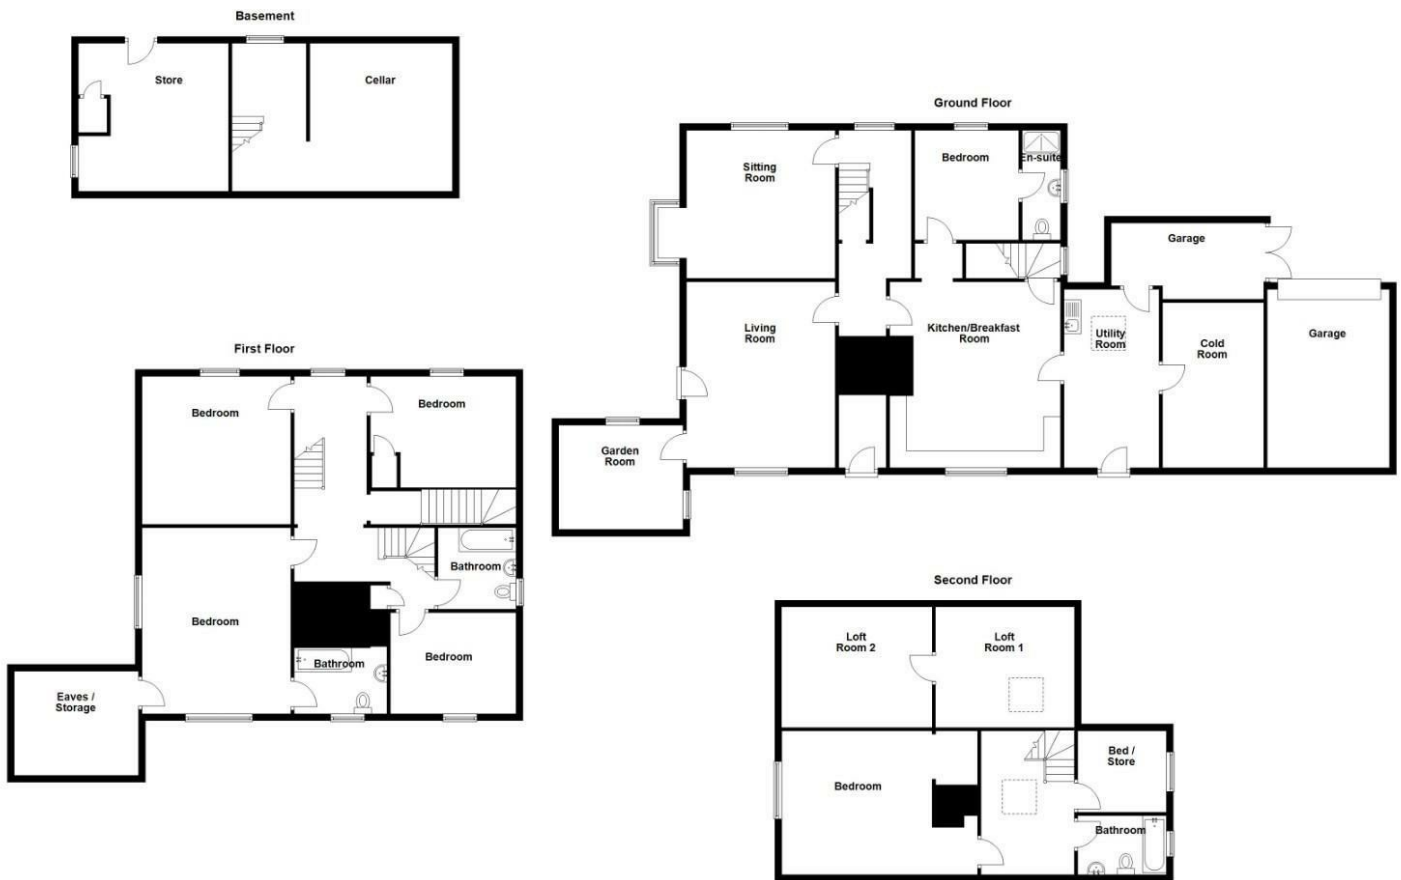 Basement
Store
Cellar
Ground Floor
Sitting
Room
Bedroom
En-suite
Garage
Living
Room
Kitchen/Breakfast
Room
Utility
Room
Cold
Room
Garage
Garden
Room
First Floor
Bedroom
Bedroom
Bathroom
Bedroom
Bathroom
Bedroom
Eaves /
Storage
Second Floor
Loft
Room 2
Loft
Room 1
Bedroom
Bed /
Store
Bathroom